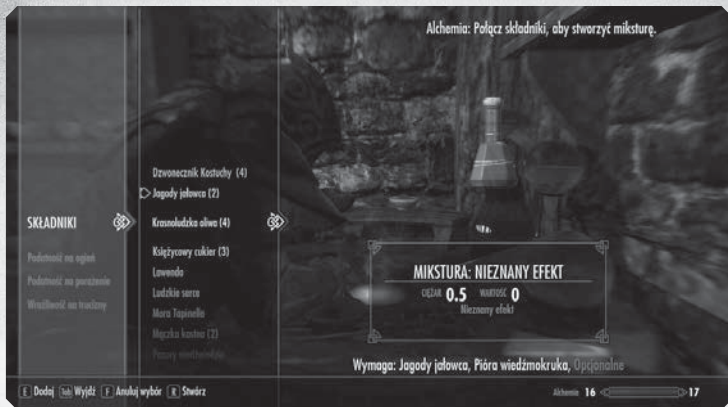 Alchemia: Połącz składniki, aby stworzyć miksturę.
Dzwonecznik Kostuchy (4)
Jagody jałowca (2)
SKŁADNIKI
Krasnoludzka oliwa (4)
Podatność na ogień
Księżycowy cukier (3)
Podatność na porażenie
Lawenda
Wrażliwość na truciznę
Ludzkie serce
Mora Tapinella
Mączka kostna (2)
MIKSTURA: NIEZNANY EFEKT
CIĘŻAR 0.5 WARTOŚĆ 0
Nieznany efekt
Wymaga: Jagody jałowca, Pióra wiedźmokruka, Opcjonalne
E Dodaj Tab Wyjdź F Anuluj wybór R Stwórz
Alchemia 16 17